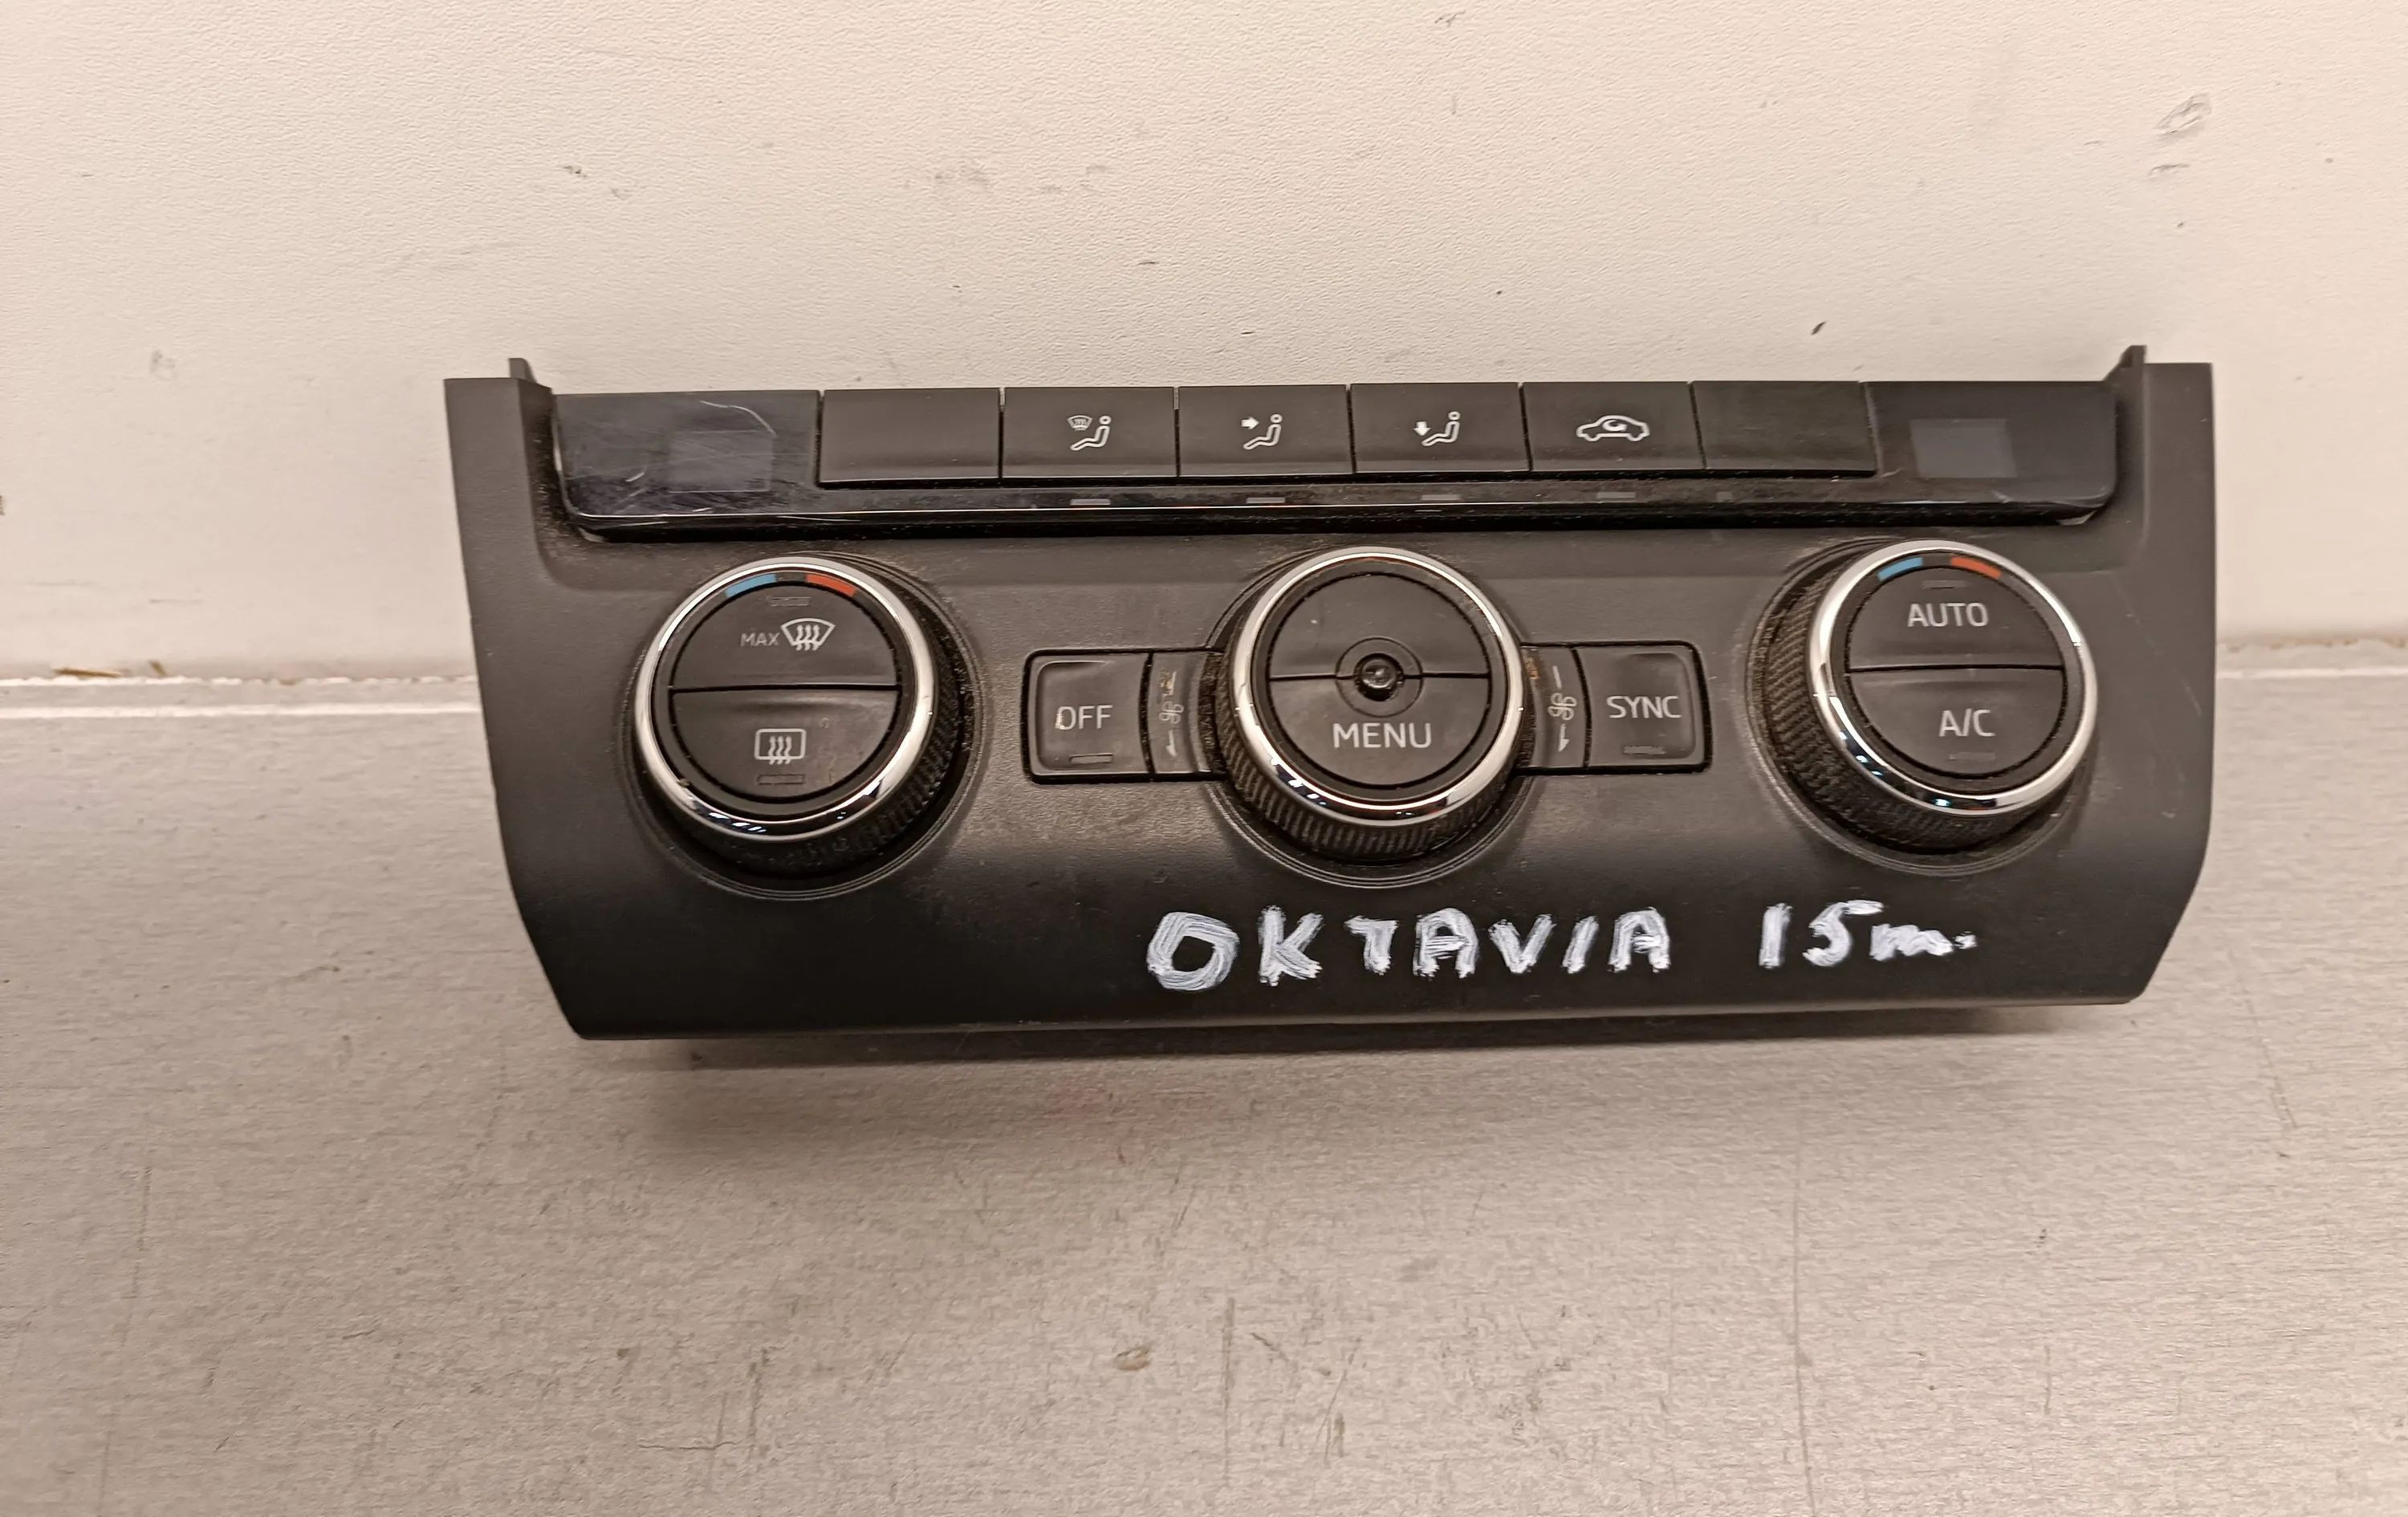 MAX
AUTO
OFF
SYNC
MENU
A/C
OKTAVIA 15m.